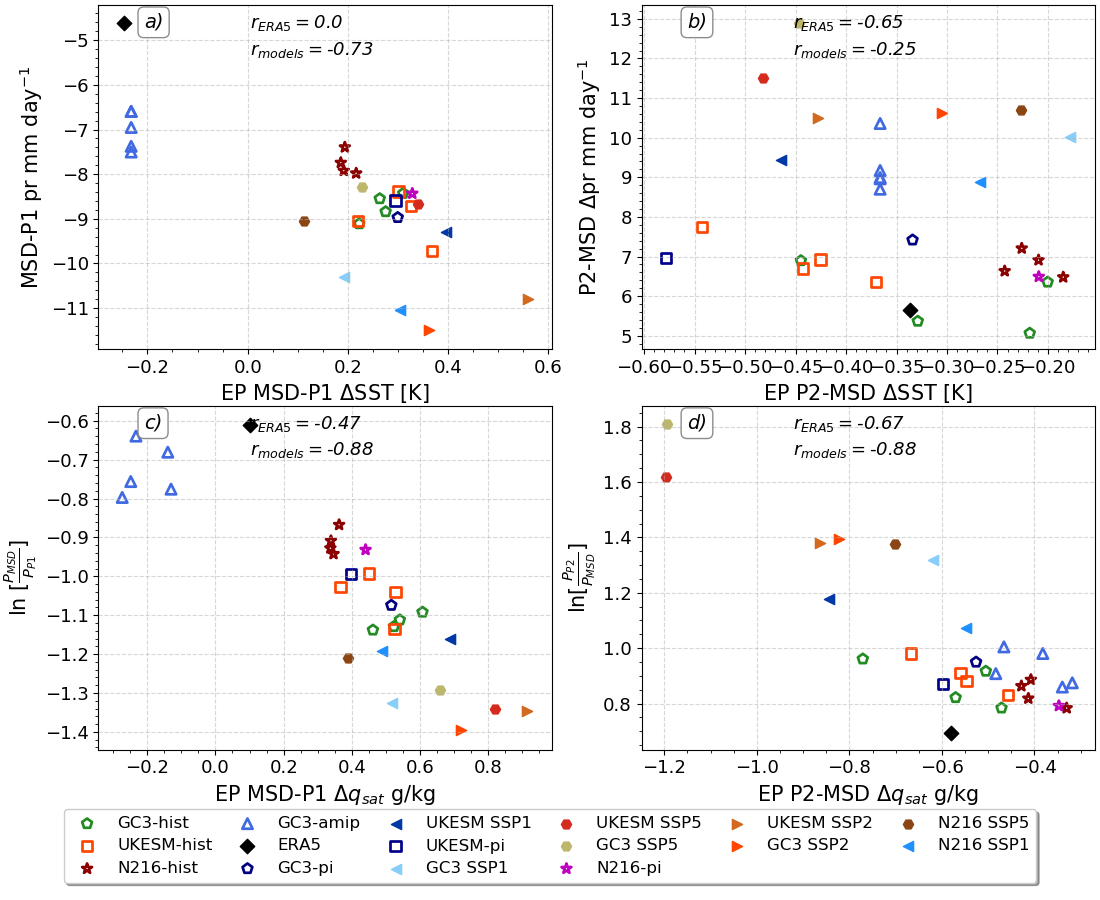 a)
r_ERA5 = 0.0
r_models = -0.73
−5
−6
−7
−8
−9
−10
−11
MSD-P1 pr mm day⁻¹
−0.2
0.0
0.2
0.4
0.6
EP MSD-P1 ΔSST [K]
b)
r_ERA5 = -0.65
r_models = -0.25
13
12
11
10
9
8
7
6
5
P2-MSD Δpr mm day⁻¹
−0.60
−0.55
−0.50
−0.45
−0.40
−0.35
−0.30
−0.25
−0.20
EP P2-MSD ΔSST [K]
c)
r_ERA5 = -0.47
r_models = -0.88
−0.6
−0.7
−0.8
−0.9
−1.0
−1.1
−1.2
−1.3
−1.4
ln [P_MSD/P_P1]
−0.2
0.0
0.2
0.4
0.6
0.8
EP MSD-P1 Δq_sat g/kg
d)
r_ERA5 = -0.67
r_models = -0.88
1.8
1.6
1.4
1.2
1.0
0.8
ln[P_P2/P_MSD]
−1.2
−1.0
−0.8
−0.6
−0.4
EP P2-MSD Δq_sat g/kg
GC3-hist
UKESM-hist
N216-hist
GC3-amip
ERA5
GC3-pi
UKESM SSP1
UKESM-pi
GC3 SSP1
UKESM SSP5
GC3 SSP5
N216-pi
UKESM SSP2
GC3 SSP2
N216 SSP5
N216 SSP1